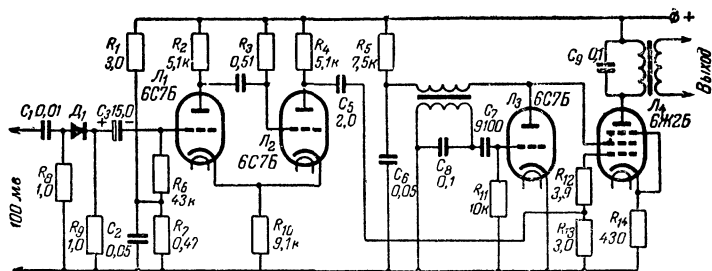 ø +
R₁ 3,0
R₂ 5,1к
R₃ 0,51
R₄ 5,1к
R₅ 7,5к
C₉ 0,1
Выход
Л₁ 6С7Б
C₁ 0,01
Д₁
C₃ 15,0
+ −
Л₂ 6С7Б
C₅ 2,0
C₇ 9100
Л₃ 6С7Б
Л₄ 6Ж2Б
100 мв
R₈ 1,0
R₉ 1,0
C₂ 0,05
R₆ 43к
R₇ 0,47
R₁₀ 9,1к
C₆ 0,05
C₈ 0,1
R₁₁ 10к
R₁₂ 3,9
R₁₃ 3,0
R₁₄ 430